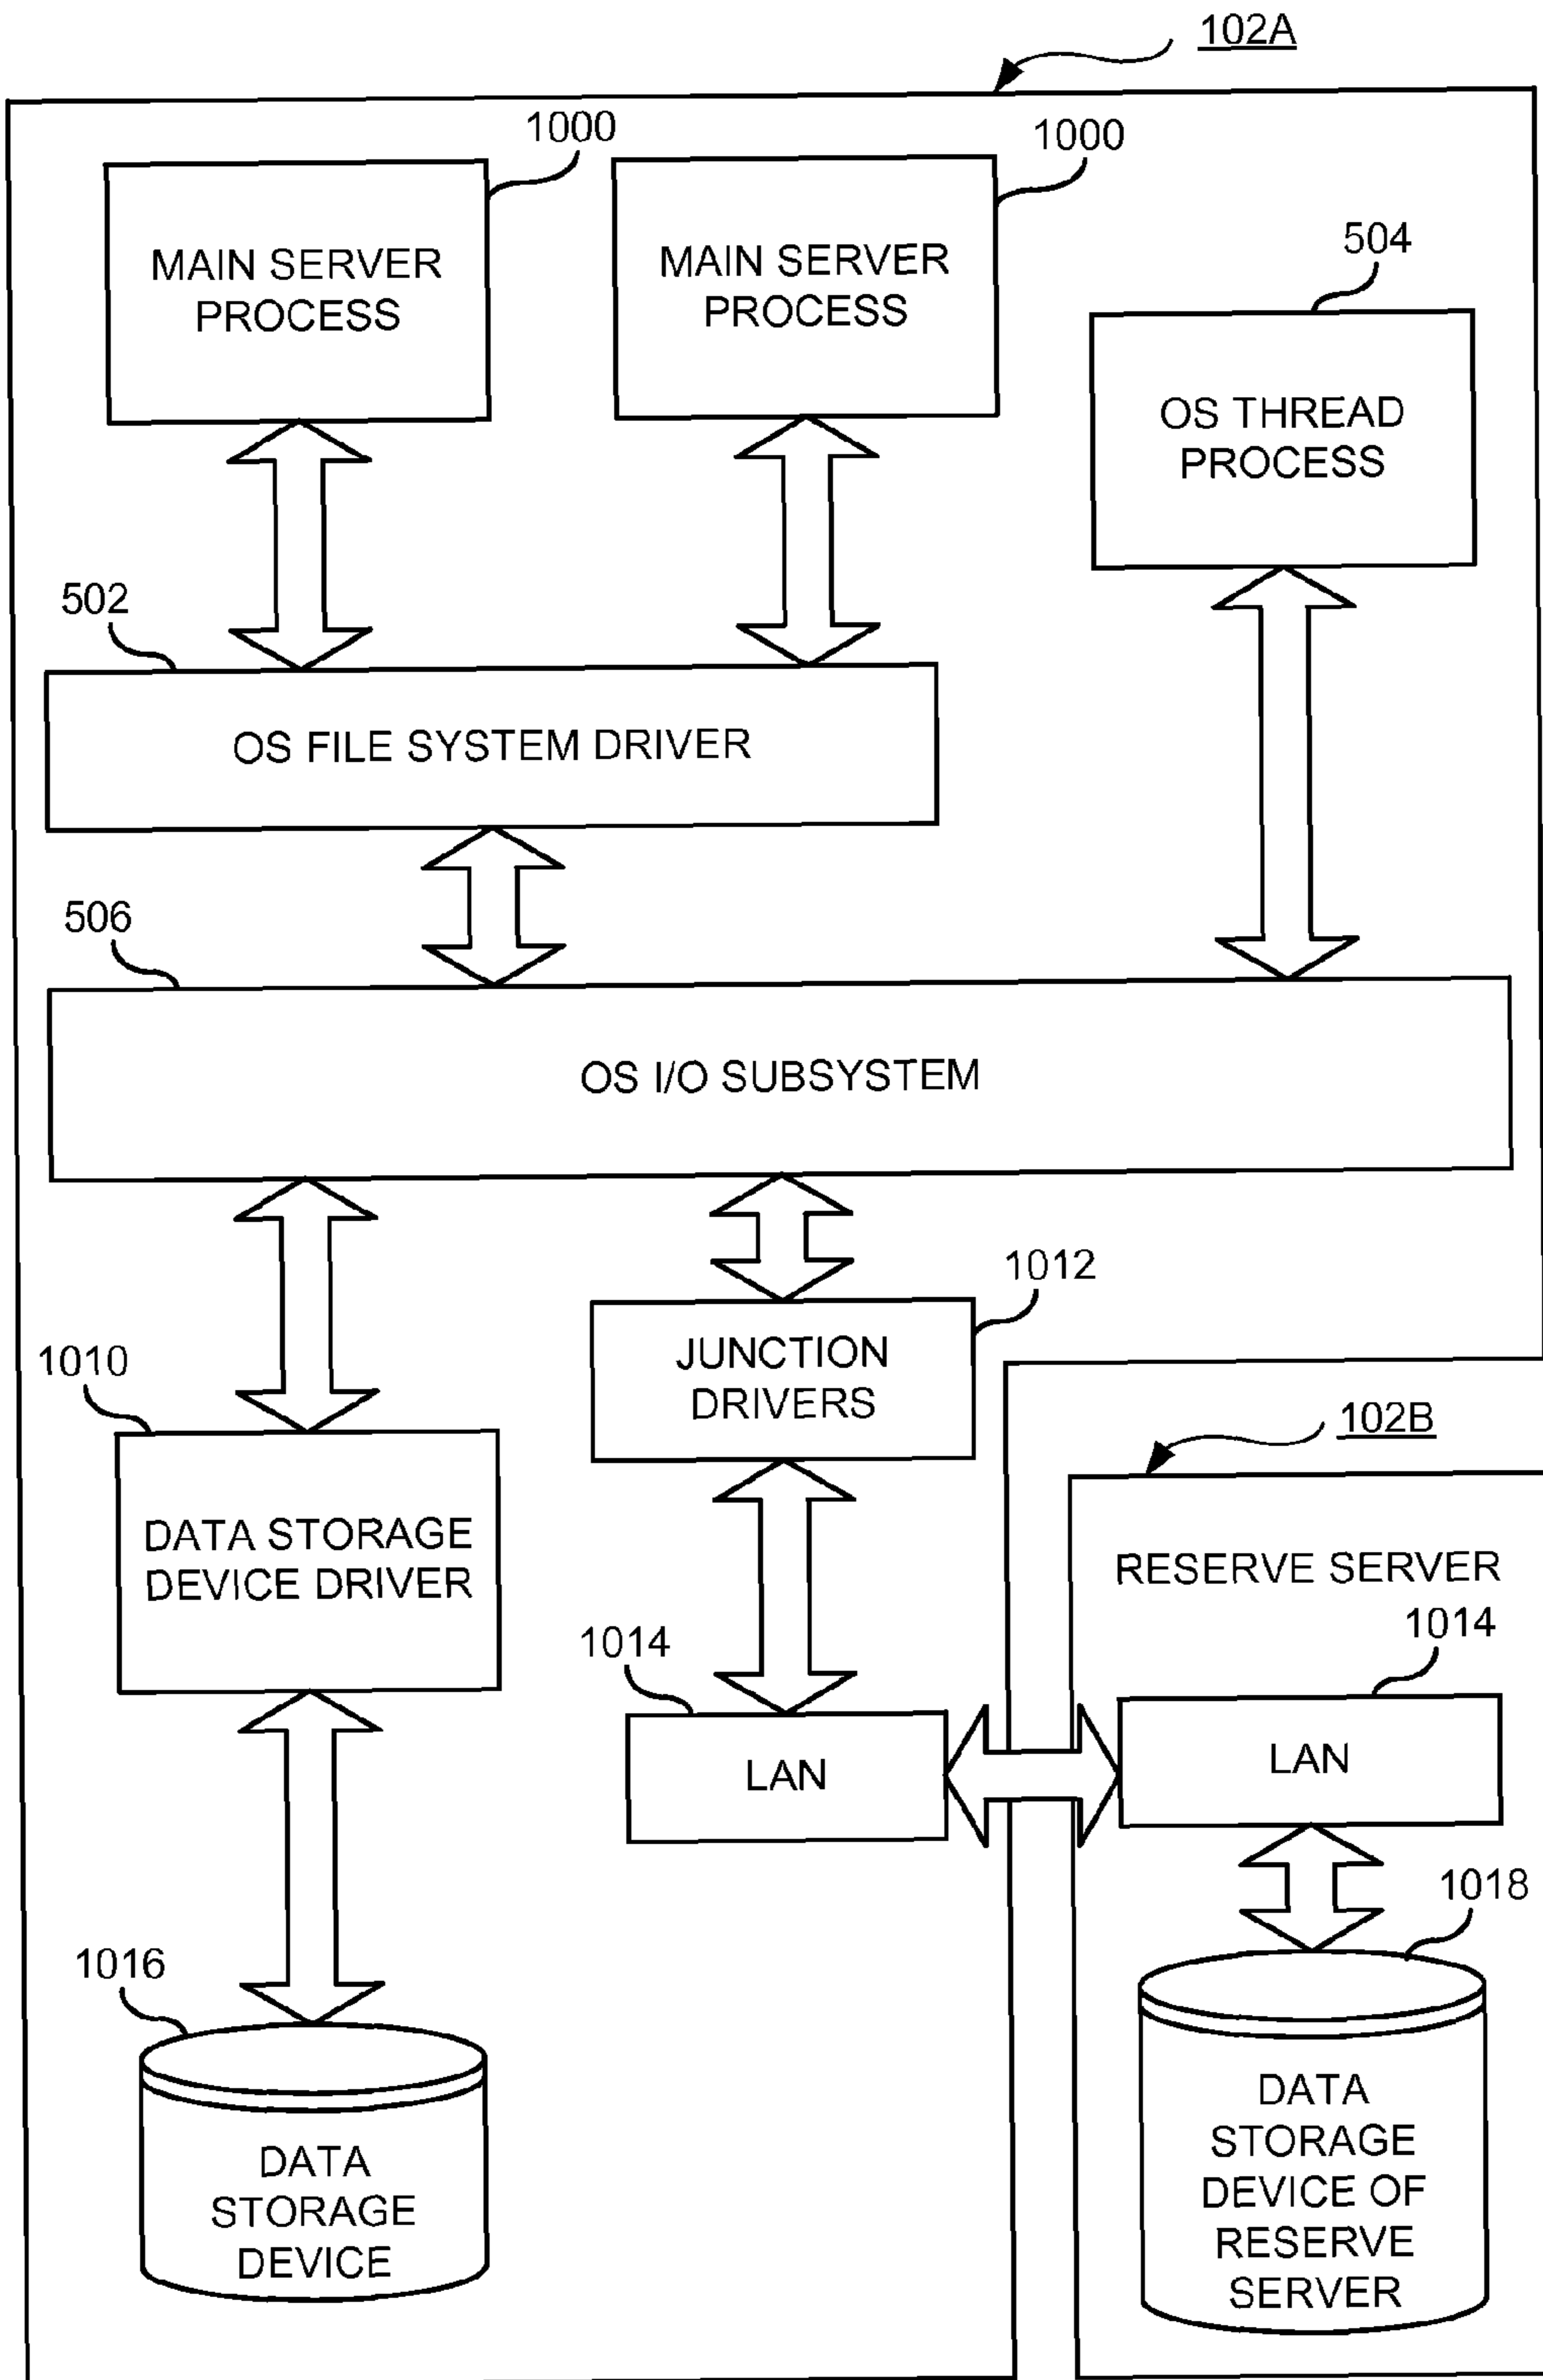 102A
1000
1000
MAIN SERVER
PROCESS
MAIN SERVER
PROCESS
504
OS THREAD
PROCESS
502
OS FILE SYSTEM DRIVER
506
OS I/O SUBSYSTEM
1012
JUNCTION
DRIVERS
1010
DATA STORAGE
DEVICE DRIVER
102B
RESERVE SERVER
1014
LAN
1014
LAN
1016
DATA
STORAGE
DEVICE
1018
DATA
STORAGE
DEVICE OF
RESERVE
SERVER